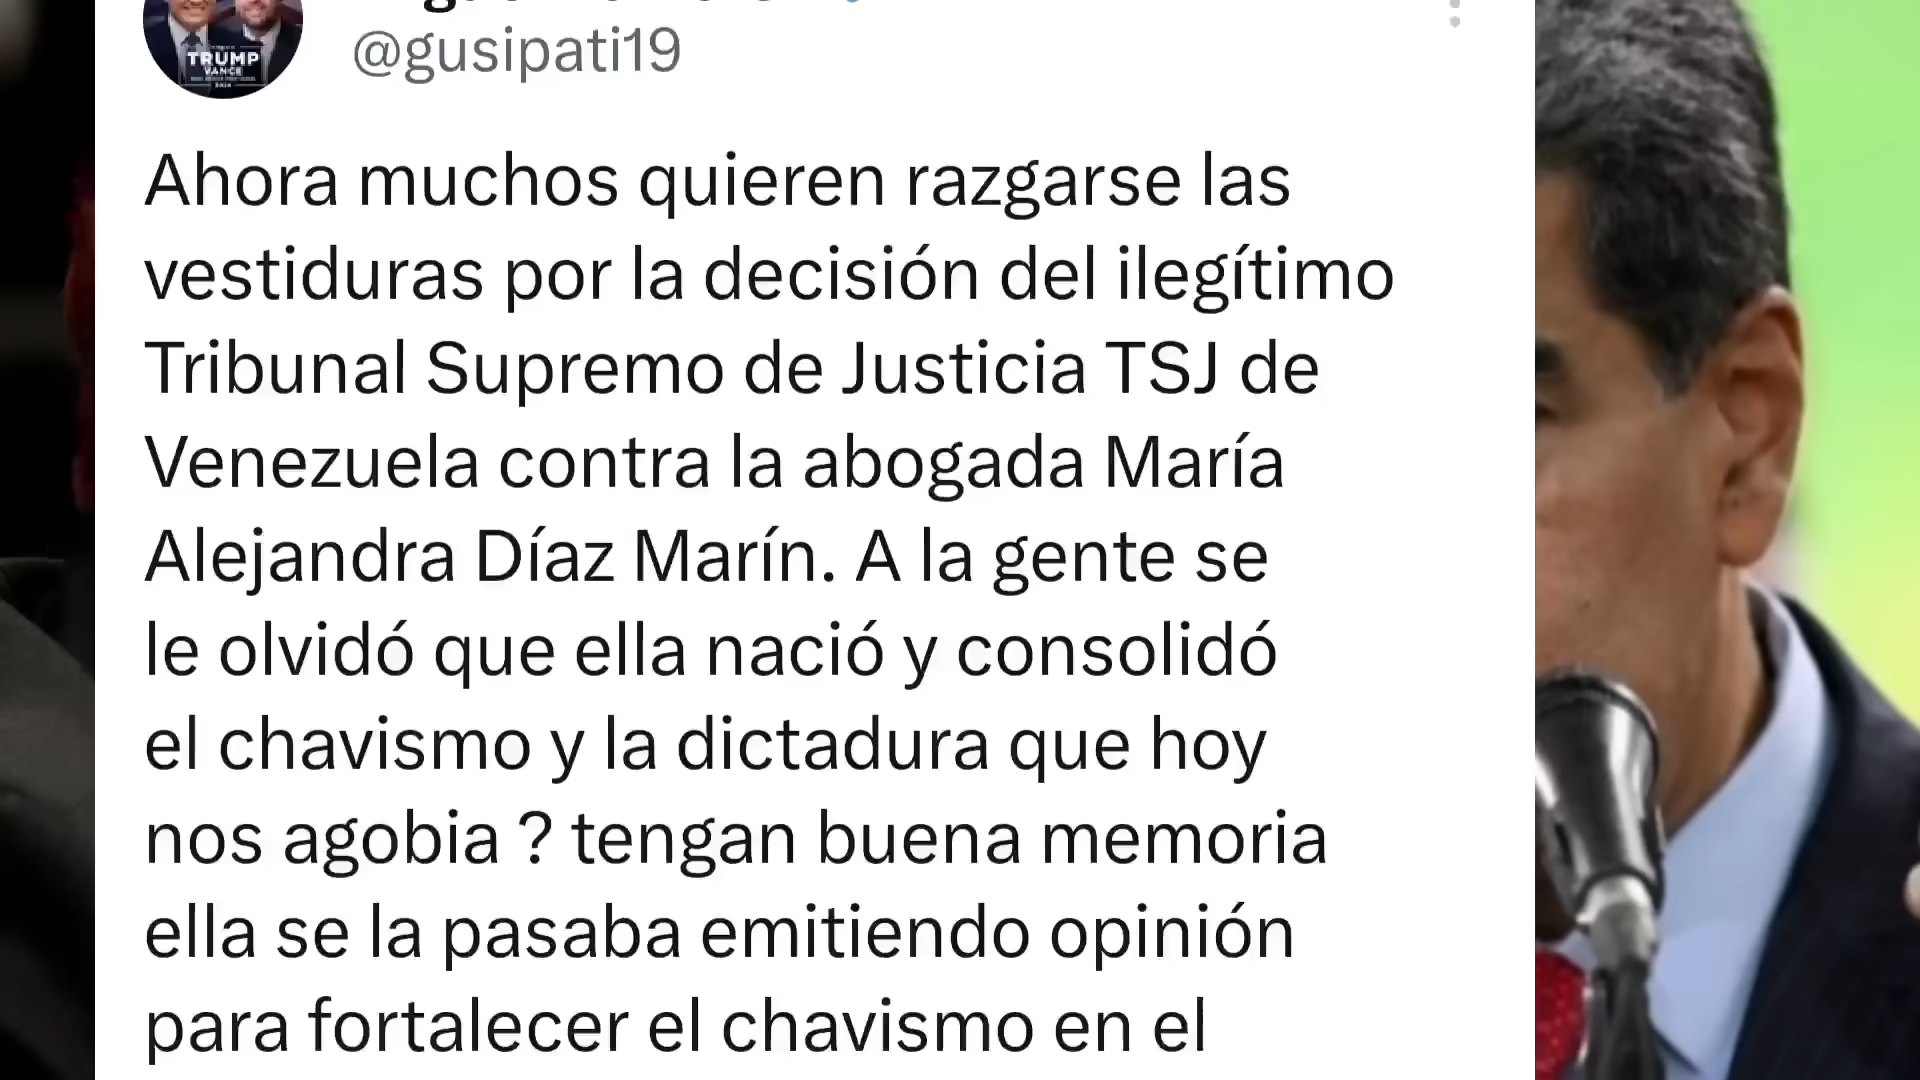 TRUMP
VANCE
@gusipati19
Ahora muchos quieren razgarse las
vestiduras por la decisión del ilegítimo
Tribunal Supremo de Justicia TSJ de
Venezuela contra la abogada María
Alejandra Díaz Marín. A la gente se
le olvidó que ella nació y consolidó
el chavismo y la dictadura que hoy
nos agobia ? tengan buena memoria
ella se la pasaba emitiendo opinión
para fortalecer el chavismo en el